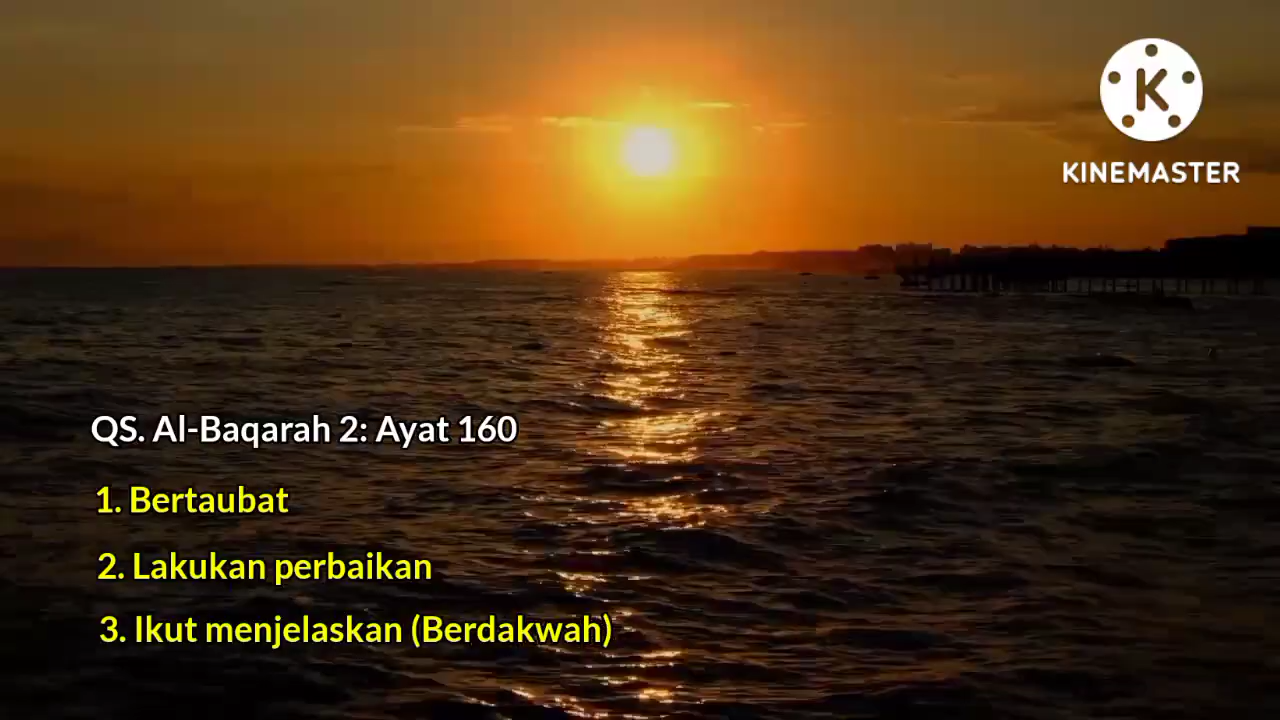 K
KINEMASTER
QS. Al-Baqarah 2: Ayat 160
1. Bertaubat
2. Lakukan perbaikan
3. Ikut menjelaskan (Berdakwah)